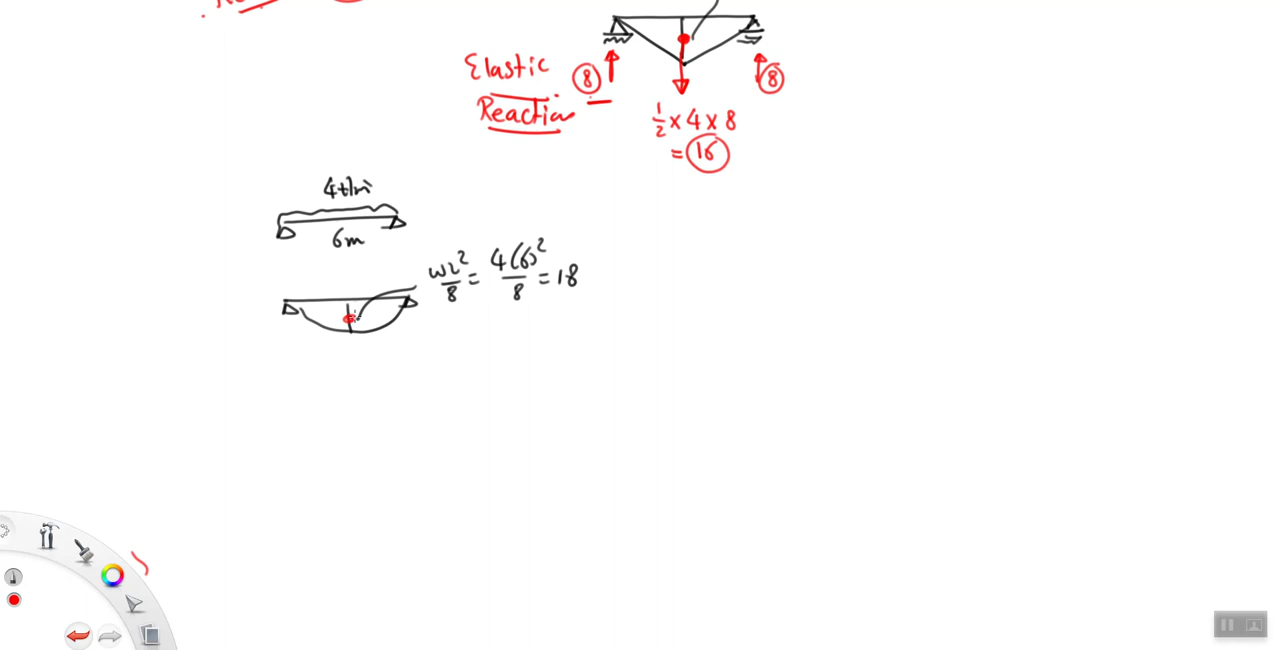 Elastic
Reaction
8
8
1/2 × 4 × 8
= 16
4t/m
6m
wL²/8 = 4(6)²/8 = 18